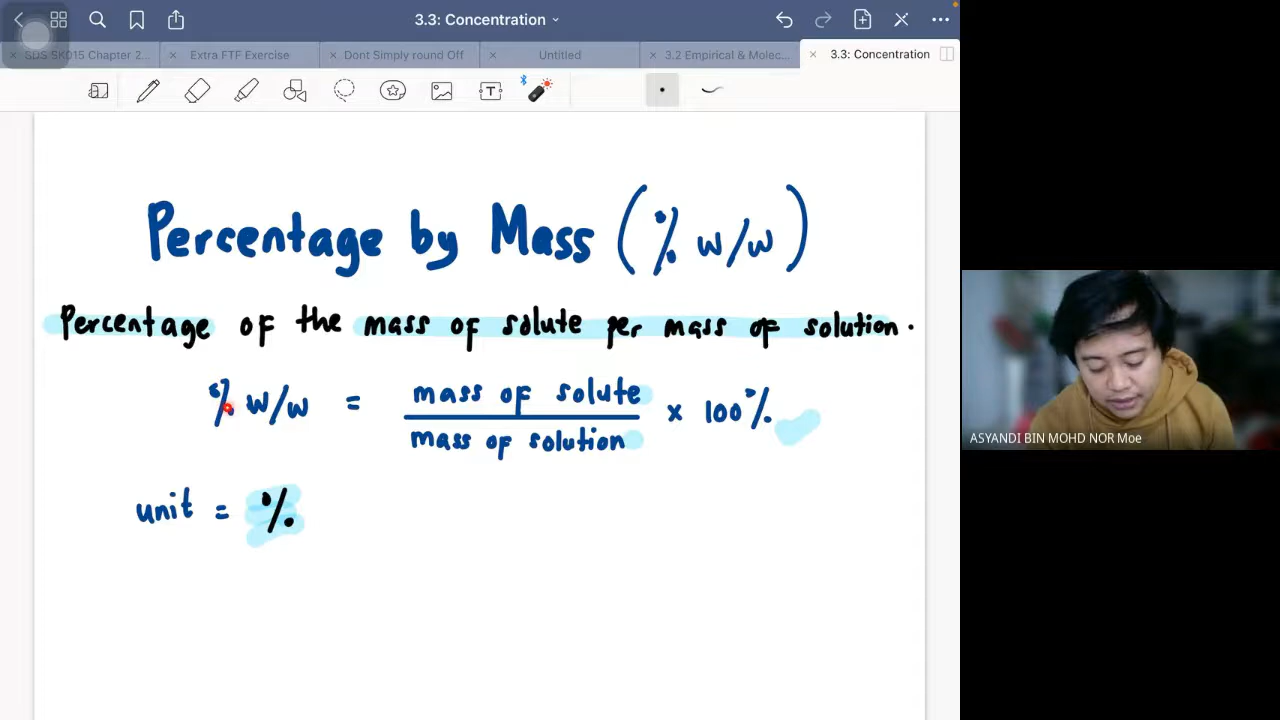 3.3: Concentration
SDS SK015 Chapter 2...
Extra FTF Exercise
Dont Simply round Off
Untitled
3.2 Empirical & Molec...
3.3: Concentration
T
Percentage by Mass (% w/w)
Percentage of the mass of solute per mass of solution.
% w/w = mass of solute
mass of solution
x 100%
unit = %
ASYANDI BIN MOHD NOR Moe